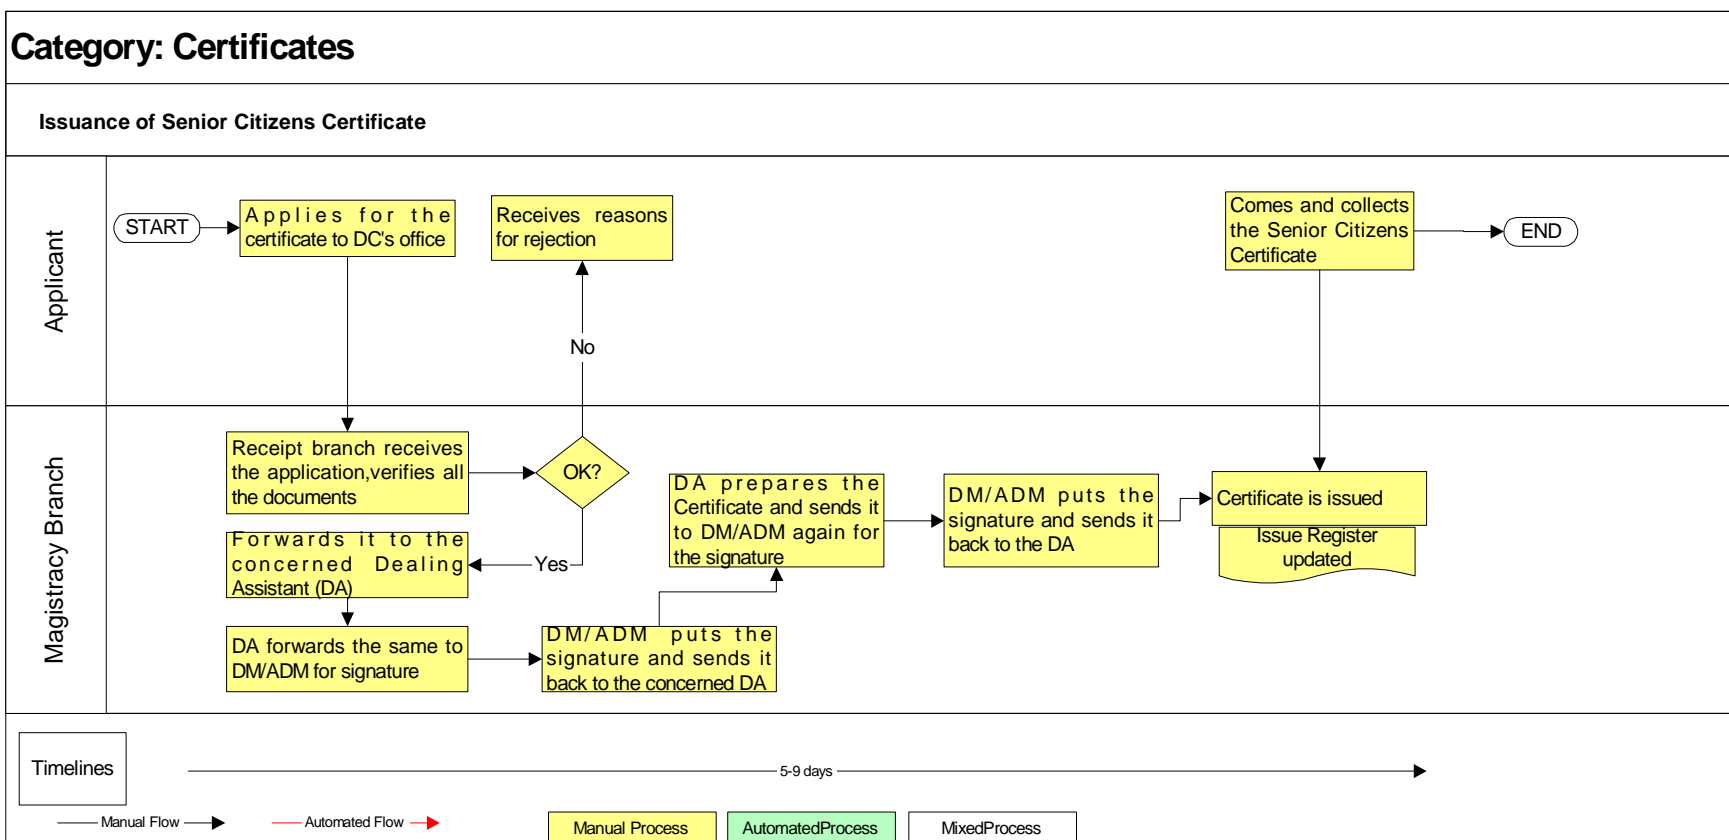 Category: Certificates
Issuance of Senior Citizens Certificate
Applicant
START
Applies for the
certificate to DC's office
Receives reasons
for rejection
Comes and collects
the Senior Citizens
Certificate
END
No
Magistracy Branch
Receipt branch receives
the application,verifies all
the documents
OK?
Yes
Forwards it to the
concerned Dealing
Assistant (DA)
DA forwards the same to
DM/ADM for signature
DM/ADM puts the
signature and sends it
back to the concerned DA
DA prepares the
Certificate and sends it
to DM/ADM again for
the signature
DM/ADM puts the
signature and sends it
back to the DA
Certificate is issued
Issue Register
updated
Timelines
5-9 days
Manual Flow
Automated Flow
Manual Process
AutomatedProcess
MixedProcess